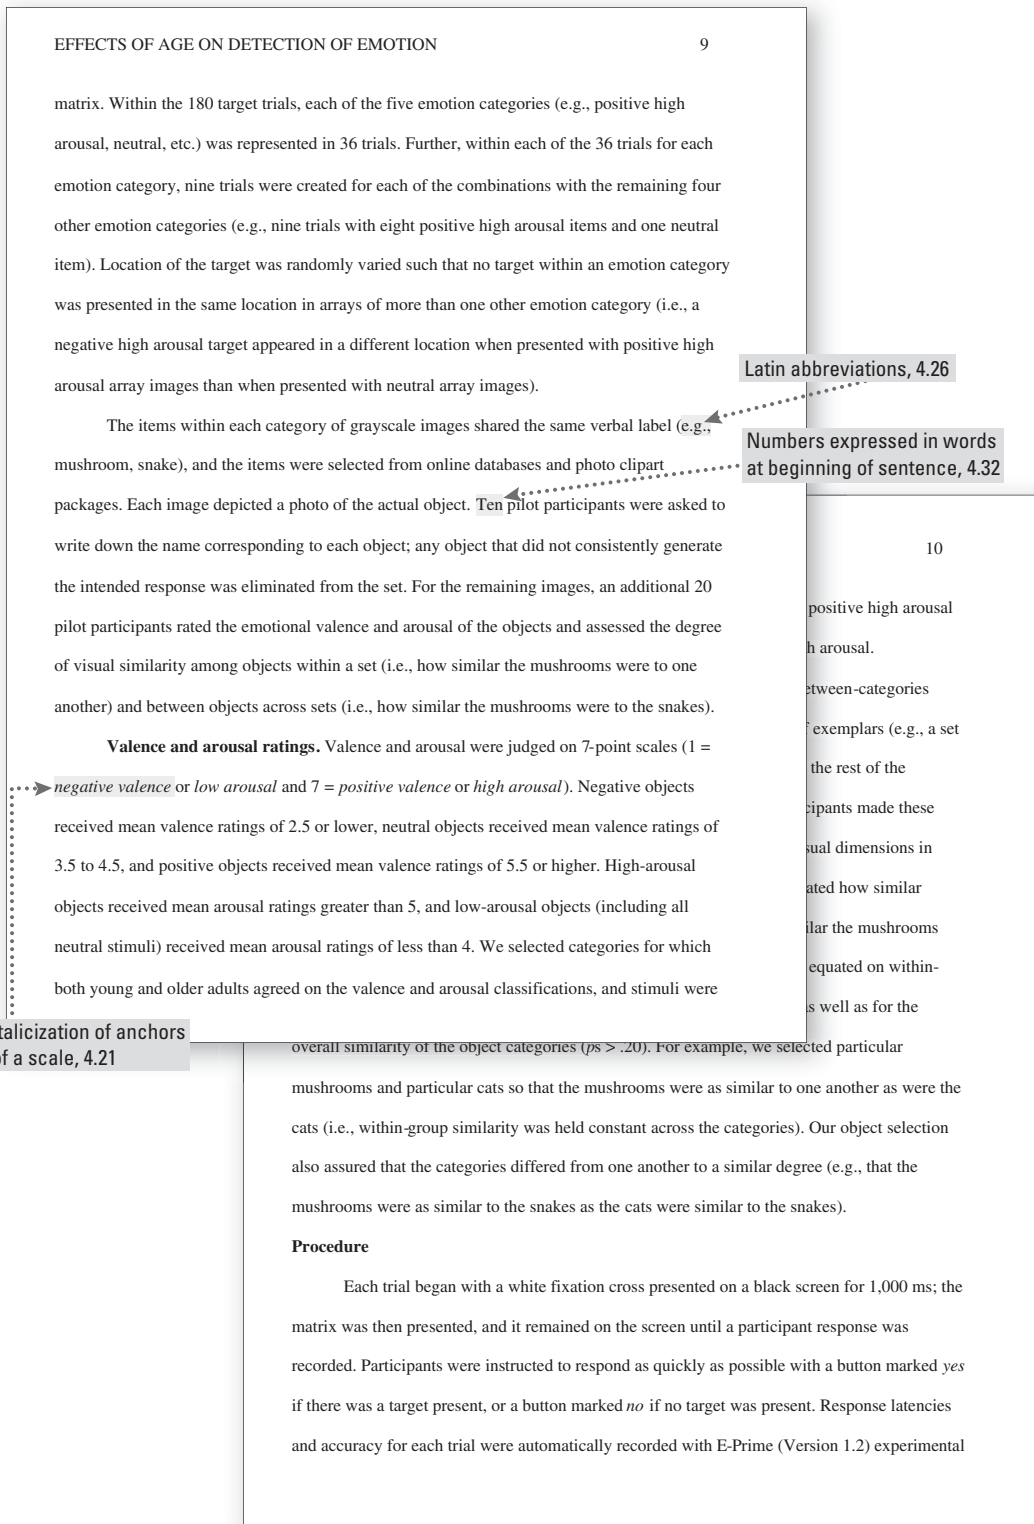 EFFECTS OF AGE ON DETECTION OF EMOTION 9
matrix. Within the 180 target trials, each of the five emotion categories (e.g., positive high
arousal, neutral, etc.) was represented in 36 trials. Further, within each of the 36 trials for each
emotion category, nine trials were created for each of the combinations with the remaining four
other emotion categories (e.g., nine trials with eight positive high arousal items and one neutral
item). Location of the target was randomly varied such that no target within an emotion category
was presented in the same location in arrays of more than one other emotion category (i.e., a
negative high arousal target appeared in a different location when presented with positive high
arousal array images than when presented with neutral array images).
The items within each category of grayscale images shared the same verbal label (e.g.,
mushroom, snake), and the items were selected from online databases and photo clipart
packages. Each image depicted a photo of the actual object. Ten pilot participants were asked to
write down the name corresponding to each object; any object that did not consistently generate
the intended response was eliminated from the set. For the remaining images, an additional 20
pilot participants rated the emotional valence and arousal of the objects and assessed the degree
of visual similarity among objects within a set (i.e., how similar the mushrooms were to one
another) and between objects across sets (i.e., how similar the mushrooms were to the snakes).
Valence and arousal ratings. Valence and arousal were judged on 7-point scales (1 =
negative valence or low arousal and 7 = positive valence or high arousal). Negative objects
received mean valence ratings of 2.5 or lower, neutral objects received mean valence ratings of
3.5 to 4.5, and positive objects received mean valence ratings of 5.5 or higher. High-arousal
objects received mean arousal ratings greater than 5, and low-arousal objects (including all
neutral stimuli) received mean arousal ratings of less than 4. We selected categories for which
both young and older adults agreed on the valence and arousal classifications, and stimuli were
Latin abbreviations, 4.26
Numbers expressed in words
at beginning of sentence, 4.32
talicization of anchors
of a scale, 4.21
10
positive high arousal
h arousal.
etween-categories
f exemplars (e.g., a set
the rest of the
cipants made these
sual dimensions in
ated how similar
ilar the mushrooms
equated on within-
s well as for the
overall similarity of the object categories (ps > .20). For example, we selected particular
mushrooms and particular cats so that the mushrooms were as similar to one another as were the
cats (i.e., within-group similarity was held constant across the categories). Our object selection
also assured that the categories differed from one another to a similar degree (e.g., that the
mushrooms were as similar to the snakes as the cats were similar to the snakes).
Procedure
Each trial began with a white fixation cross presented on a black screen for 1,000 ms; the
matrix was then presented, and it remained on the screen until a participant response was
recorded. Participants were instructed to respond as quickly as possible with a button marked yes
if there was a target present, or a button marked no if no target was present. Response latencies
and accuracy for each trial were automatically recorded with E-Prime (Version 1.2) experimental